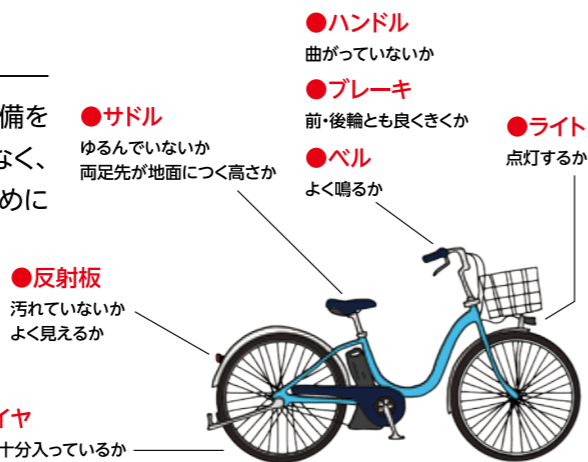 備を
なく、
めに
●サドル
ゆるんでいないか
両足先が地面につく高さか
●ハンドル
曲がっていないか
●ブレーキ
前・後輪とも良くきくか
●ベル
よく鳴るか
●ライト
点灯するか
●反射板
汚れていないか
よく見えるか
イヤ
十分入っているか